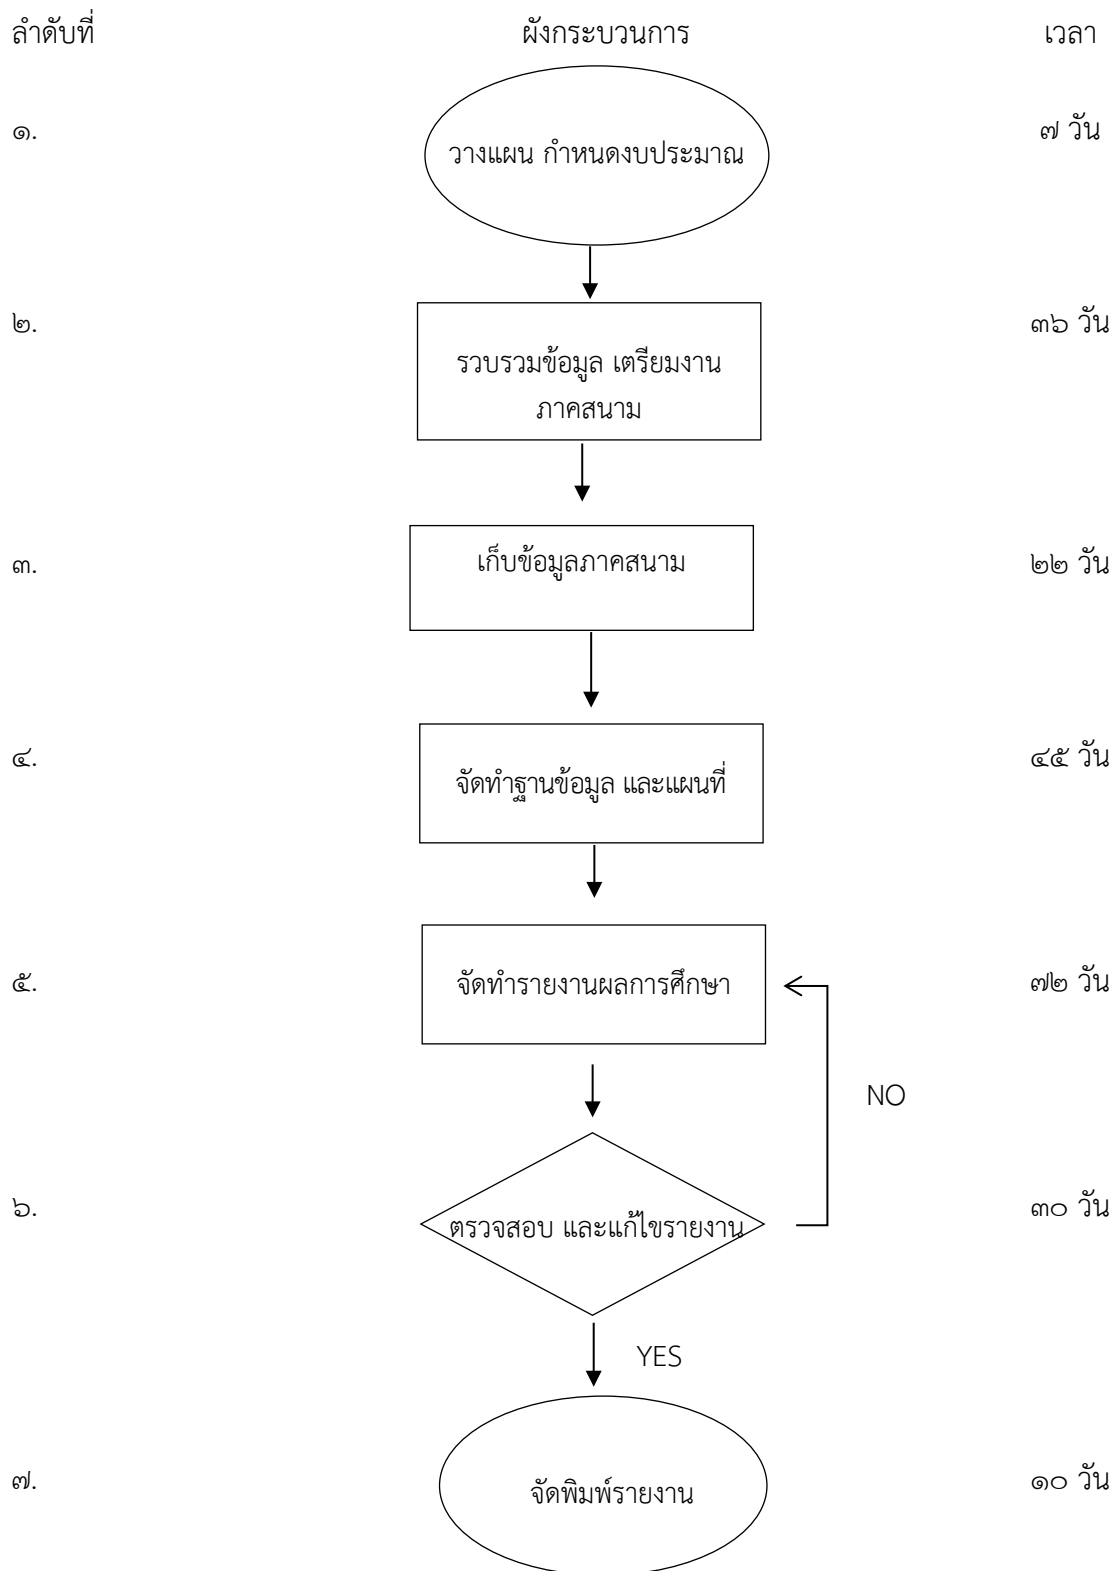 ลำดับที่ ผังกระบวนการ เวลา
๑. วางแผน กำหนดงบประมาณ ๗ วัน
๒. รวบรวมข้อมูล เตรียมงาน ๓๖ วัน
ภาคสนาม
๓. เก็บข้อมูลภาคสนาม ๒๒ วัน
๔. จัดทำฐานข้อมูล และแผนที่ ๔๕ วัน
๕. จัดทำรายงานผลการศึกษา ๗๒ วัน
NO
๖. ตรวจสอบ และแก้ไขรายงาน ๓๐ วัน
YES
๗. จัดพิมพ์รายงาน ๑๐ วัน